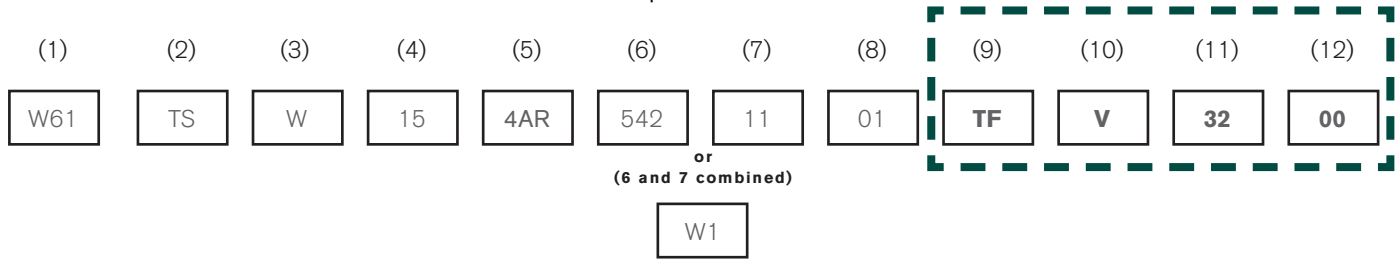 (1) (2) (3) (4) (5) (6) (7) (8) (9) (10) (11) (12)
W61 TS W 15 4AR 542 11 01 TF V 32 00
or
(6 and 7 combined)
W1